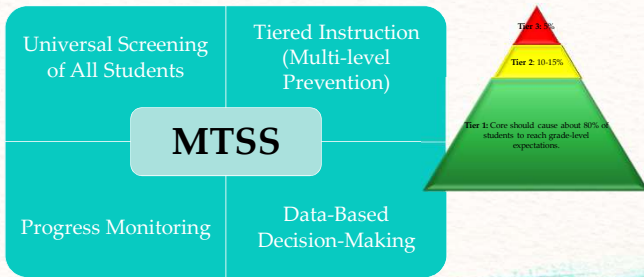 Universal Screening
of All Students
Tiered Instruction
(Multi-level
Prevention)
MTSS
Progress Monitoring
Data-Based
Decision-Making
Tier 3: 5%
Tier 2: 10-15%
Tier 1: Core should cause about 80% of
students to reach grade-level
expectations.